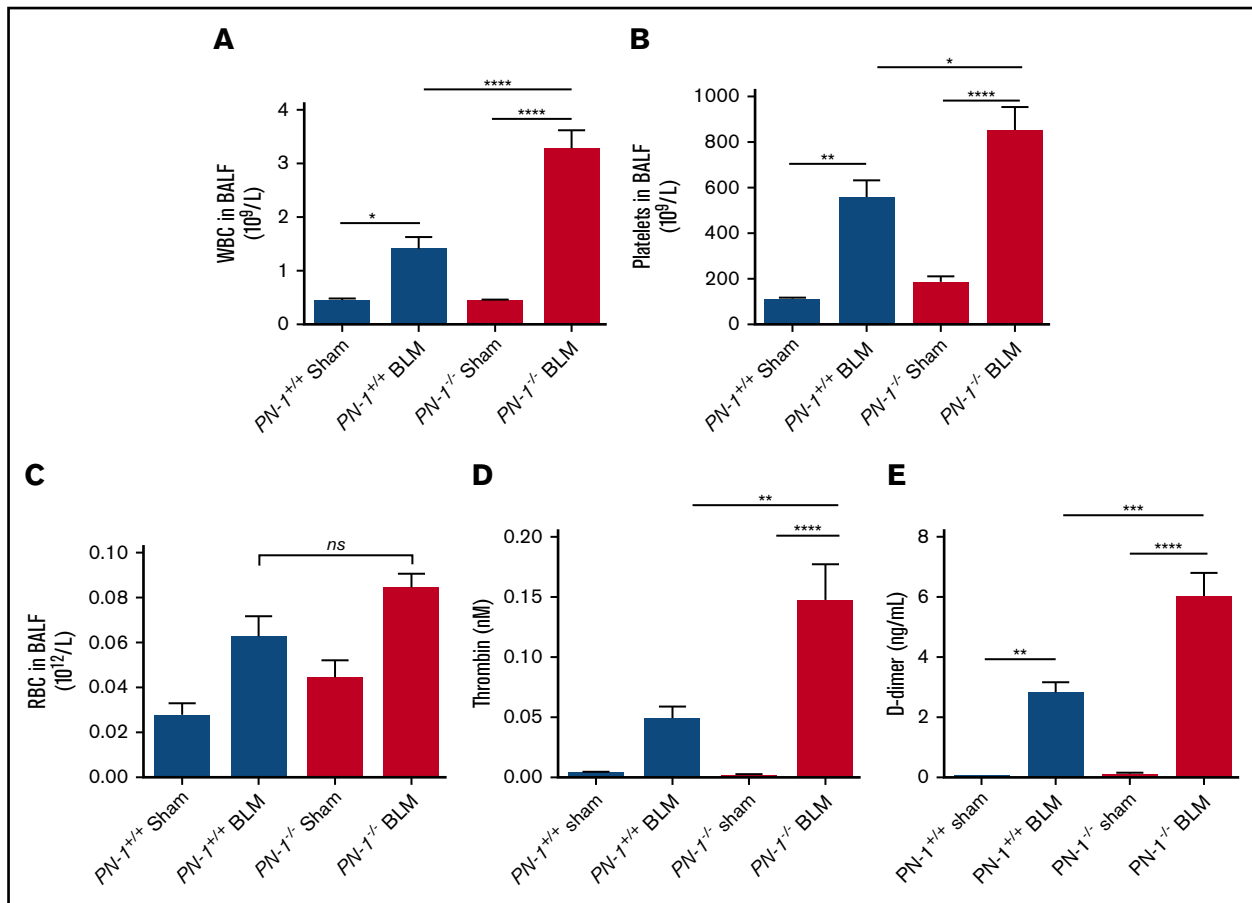 A
WBC in BALF
(10⁹/L)
4
3
2
1
0
*
****
****
PN-1⁺/⁺ Sham
PN-1⁺/⁺ BLM
PN-1⁻/⁻ Sham
PN-1⁻/⁻ BLM
B
Platelets in BALF
(10⁹/L)
1000
800
600
400
200
0
**
*
****
PN-1⁺/⁺ Sham
PN-1⁺/⁺ BLM
PN-1⁻/⁻ Sham
PN-1⁻/⁻ BLM
C
RBC in BALF
(10¹²/L)
0.10
0.08
0.06
0.04
0.02
0.00
ns
PN-1⁺/⁺ Sham
PN-1⁺/⁺ BLM
PN-1⁻/⁻ Sham
PN-1⁻/⁻ BLM
D
Thrombin (nM)
0.20
0.15
0.10
0.05
0.00
**
****
PN-1⁺/⁺ sham
PN-1⁺/⁺ BLM
PN-1⁻/⁻ sham
PN-1⁻/⁻ BLM
E
D-dimer (ng/mL)
8
6
4
2
0
**
***
****
PN-1⁺/⁺ sham
PN-1⁺/⁺ BLM
PN-1⁻/⁻ sham
PN-1⁻/⁻ BLM